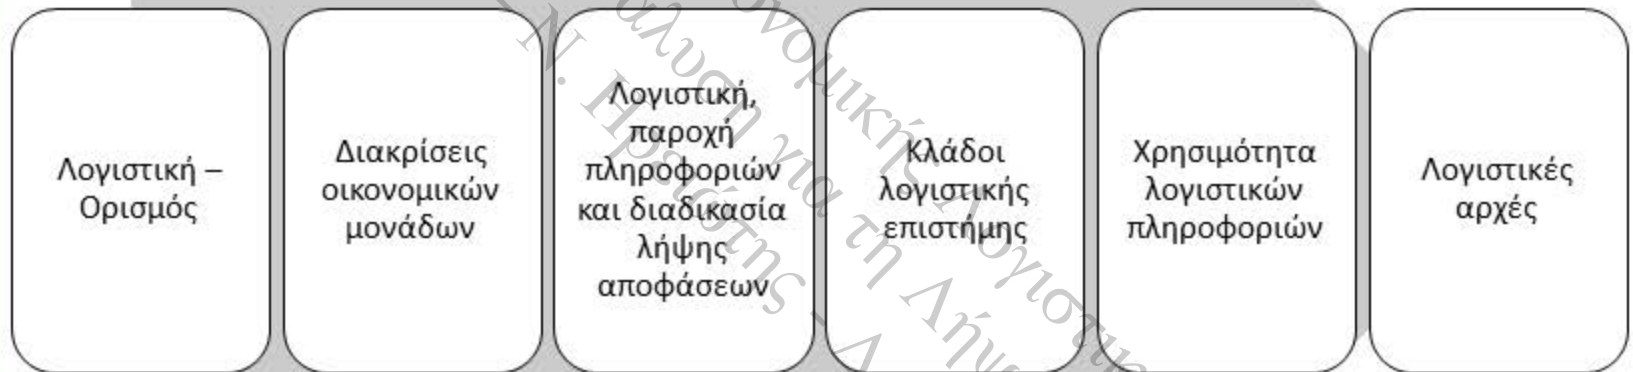 Λογιστική –
Ορισμός
Διακρίσεις
οικονομικών
μονάδων
Λογιστική,
παροχή
πληροφοριών
και διαδικασία
λήψης
αποφάσεων
Κλάδοι
λογιστικής
επιστήμης
Χρησιμότητα
λογιστικών
πληροφοριών
Λογιστικές
αρχές